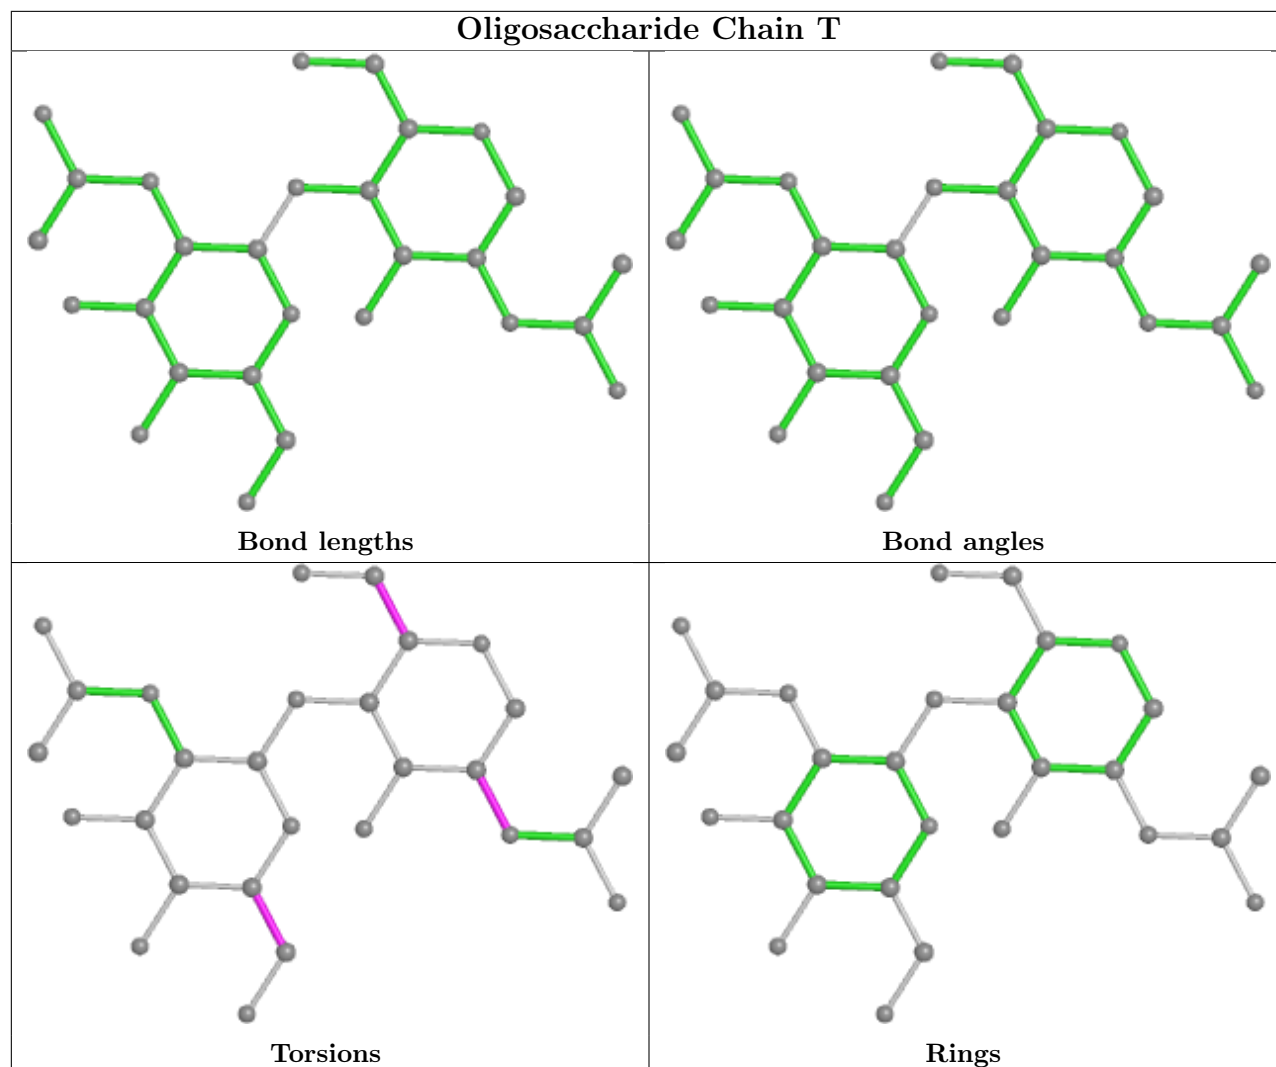 Oligosaccharide Chain T
Bond lengths
Bond angles
Torsions
Rings